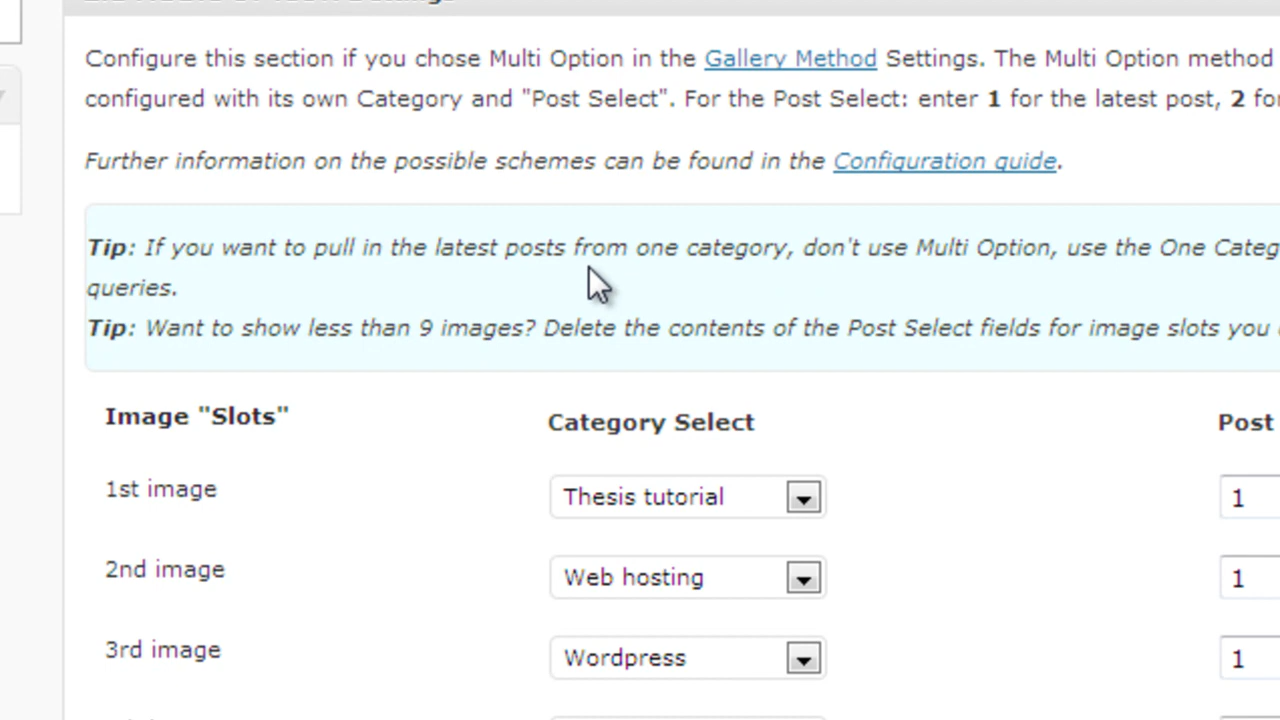 Configure this section if you chose Multi Option in the Gallery Method Settings. The Multi Option method
configured with its own Category and "Post Select". For the Post Select: enter 1 for the latest post, 2 for
Further information on the possible schemes can be found in the Configuration guide.
Tip: If you want to pull in the latest posts from one category, don't use Multi Option, use the One Categ
queries.
Tip: Want to show less than 9 images? Delete the contents of the Post Select fields for image slots you
Image "Slots" Category Select Post
1st image Thesis tutorial 1
2nd image Web hosting 1
3rd image Wordpress 1